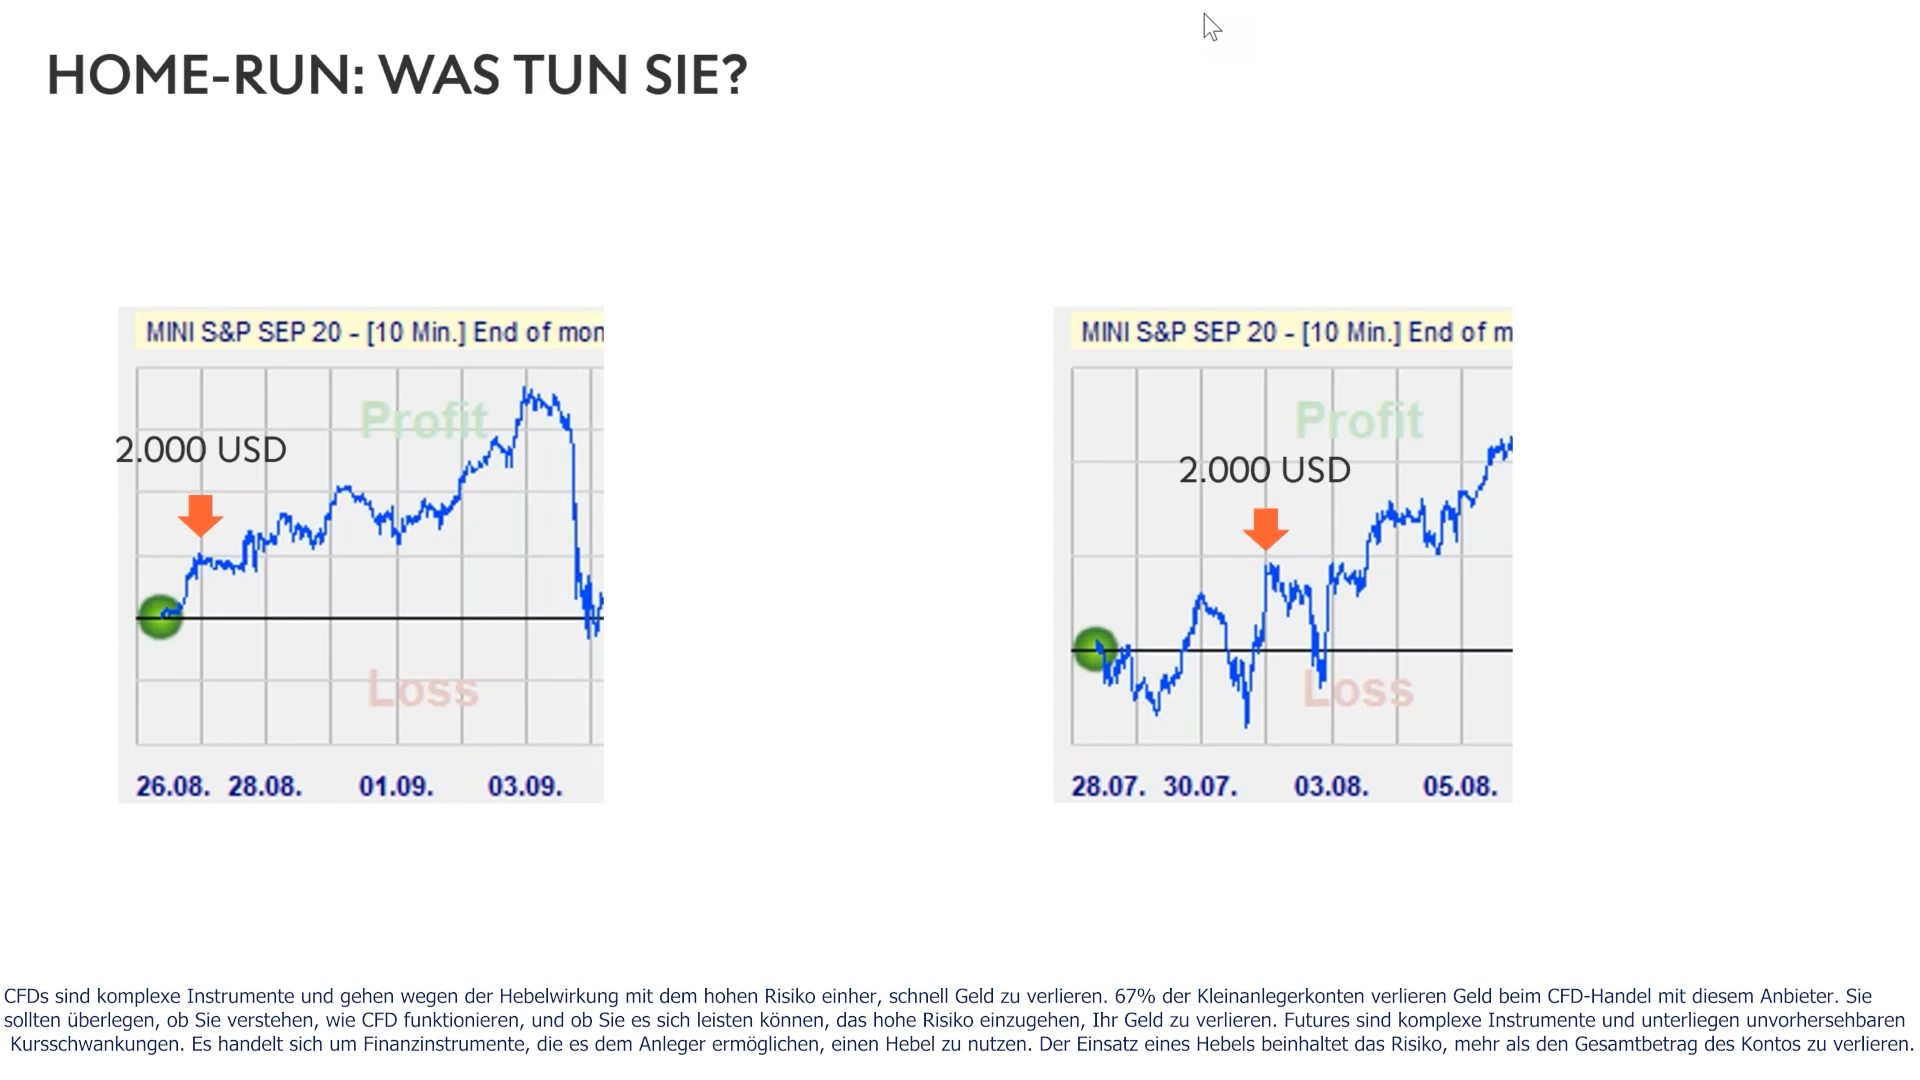 HOME-RUN: WAS TUN SIE?
MINI S&P SEP 20 - [10 Min.] End of mon
Profit
2.000 USD
Loss
26.08. 28.08. 01.09. 03.09.
MINI S&P SEP 20 - [10 Min.] End of m
Profit
2.000 USD
Loss
28.07. 30.07. 03.08. 05.08.
CFDs sind komplexe Instrumente und gehen wegen der Hebelwirkung mit dem hohen Risiko einher, schnell Geld zu verlieren. 67% der Kleinanlegerkonten verlieren Geld beim CFD-Handel mit diesem Anbieter. Sie
sollten überlegen, ob Sie verstehen, wie CFD funktionieren, und ob Sie es sich leisten können, das hohe Risiko einzugehen, Ihr Geld zu verlieren. Futures sind komplexe Instrumente und unterliegen unvorhersehbaren
Kursschwankungen. Es handelt sich um Finanzinstrumente, die es dem Anleger ermöglichen, einen Hebel zu nutzen. Der Einsatz eines Hebels beinhaltet das Risiko, mehr als den Gesamtbetrag des Kontos zu verlieren.